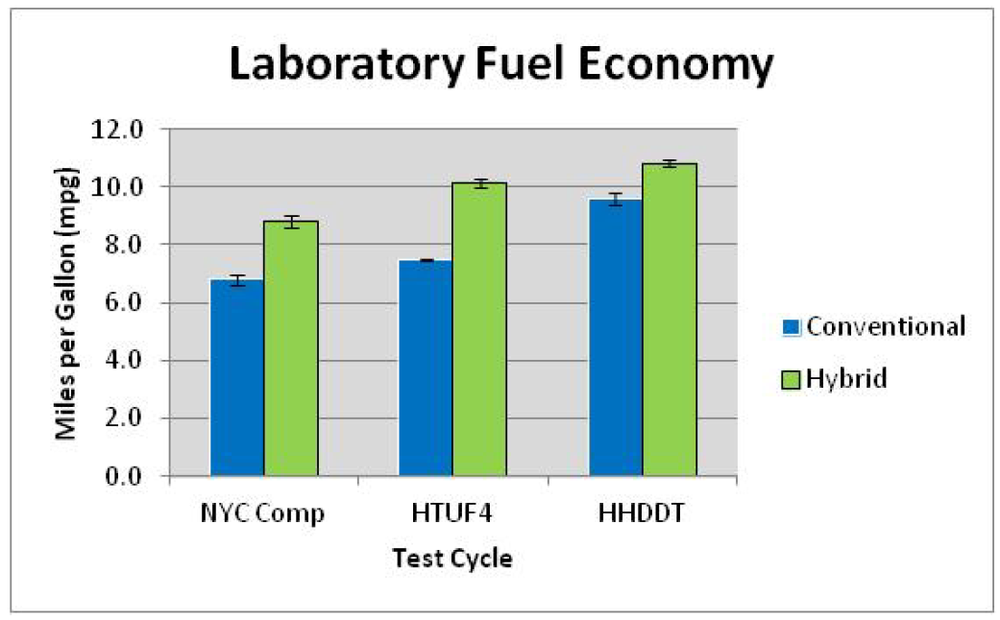 Laboratory Fuel Economy
12.0
10.0
8.0
6.0
4.0
2.0
0.0
Miles per Gallon (mpg)
NYC Comp
HTUF4
HHDDT
Test Cycle
Conventional
Hybrid